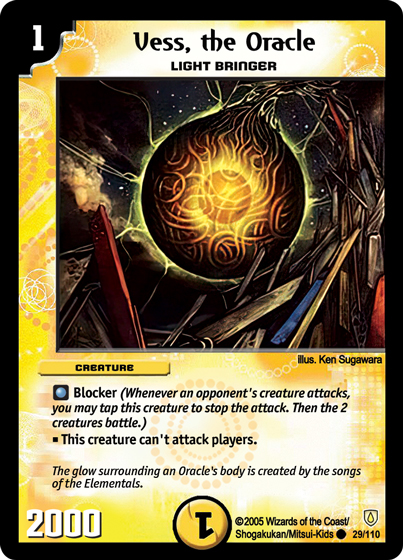 1
Vess, the Oracle
LIGHT BRINGER
Illus. Ken Sugawara
CREATURE
Blocker (Whenever an opponent's creature attacks,
you may tap this creature to stop the attack. Then the 2
creatures battle.)
▪ This creature can't attack players.
The glow surrounding an Oracle's body is created by the songs
of the Elementals.
2000
1
©2005 Wizards of the Coast/
Shogakukan/Mitsui-Kids ● 29/110